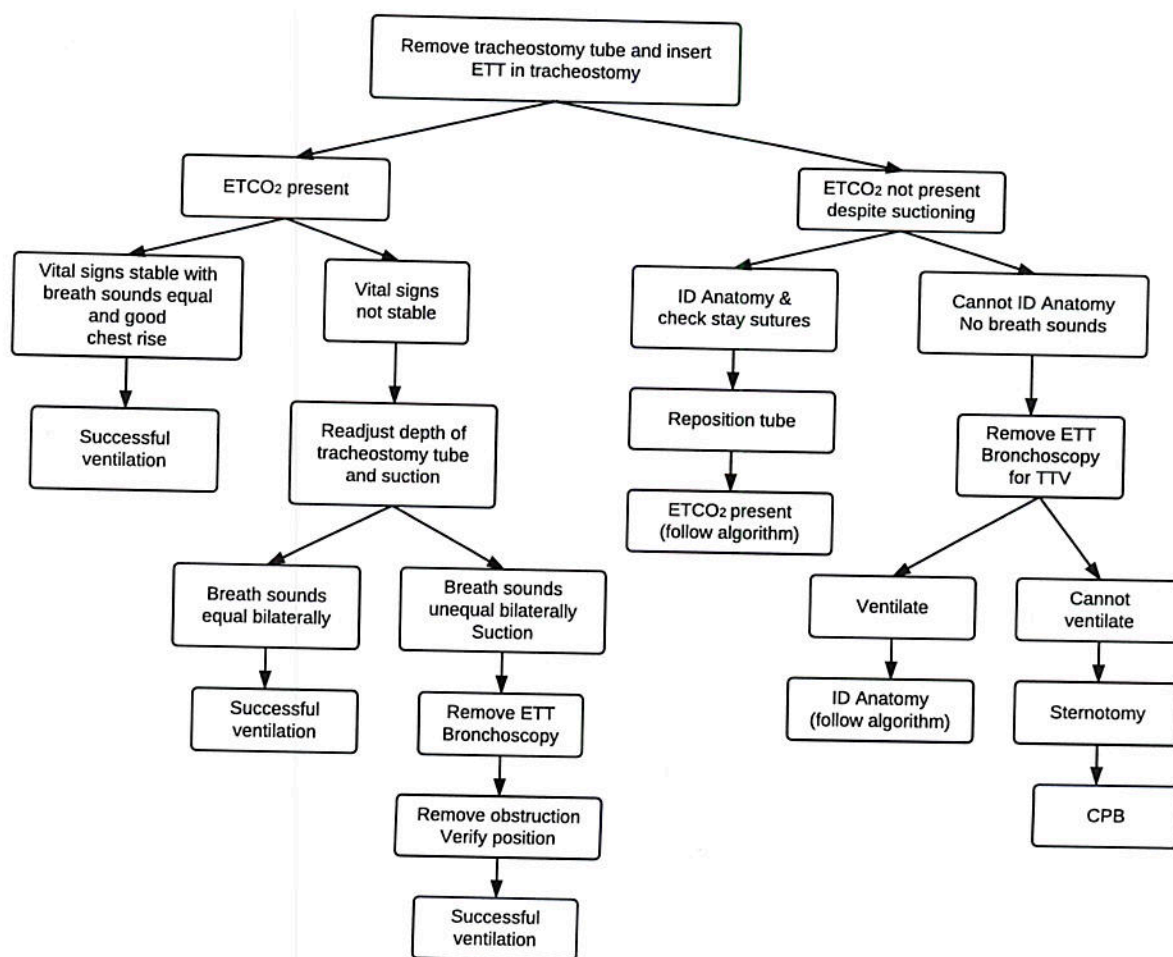 Remove tracheostomy tube and insert
ETT in tracheostomy
ETCO₂ present
ETCO₂ not present
despite suctioning
Vital signs stable with
breath sounds equal
and good
chest rise
Vital signs
not stable
ID Anatomy &
check stay sutures
Cannot ID Anatomy
No breath sounds
Successful
ventilation
Readjust depth of
tracheostomy tube
and suction
Reposition tube
Remove ETT
Bronchoscopy
for TTV
ETCO₂ present
(follow algorithm)
Breath sounds
equal bilaterally
Breath sounds
unequal bilaterally
Suction
Ventilate
Cannot
ventilate
Successful
ventilation
Remove ETT
Bronchoscopy
ID Anatomy
(follow algorithm)
Sternotomy
Remove obstruction
Verify position
CPB
Successful
ventilation